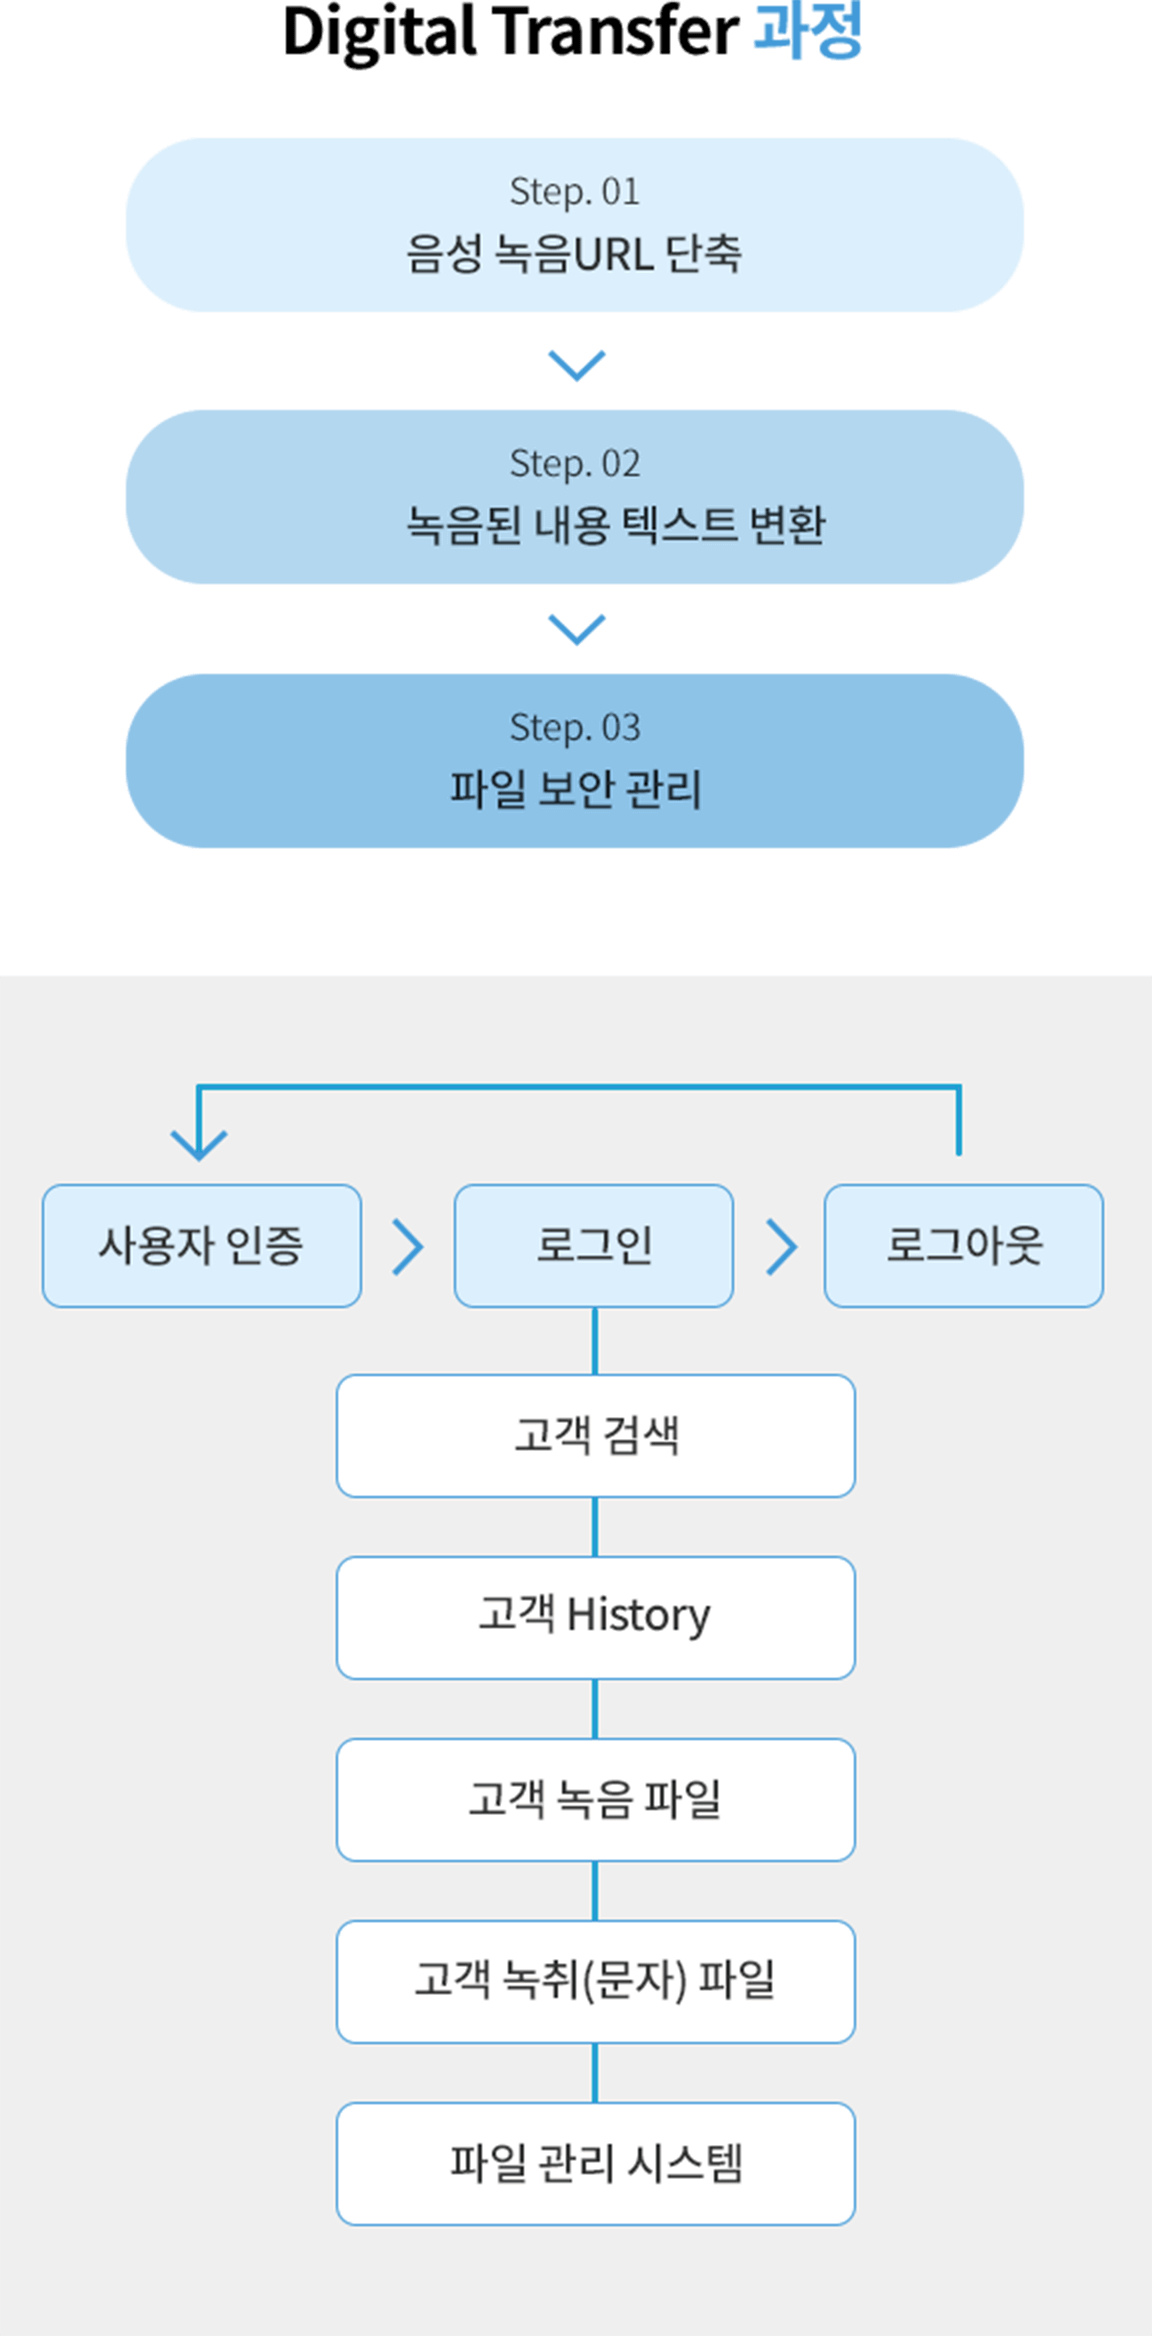 Digital Transfer 과정
Step. 01
음성 녹음URL 단축
Step. 02
녹음된 내용 텍스트 변환
Step. 03
파일 보안 관리
사용자 인증
로그인
로그아웃
고객 검색
고객 History
고객 녹음 파일
고객 녹취(문자) 파일
파일 관리 시스템